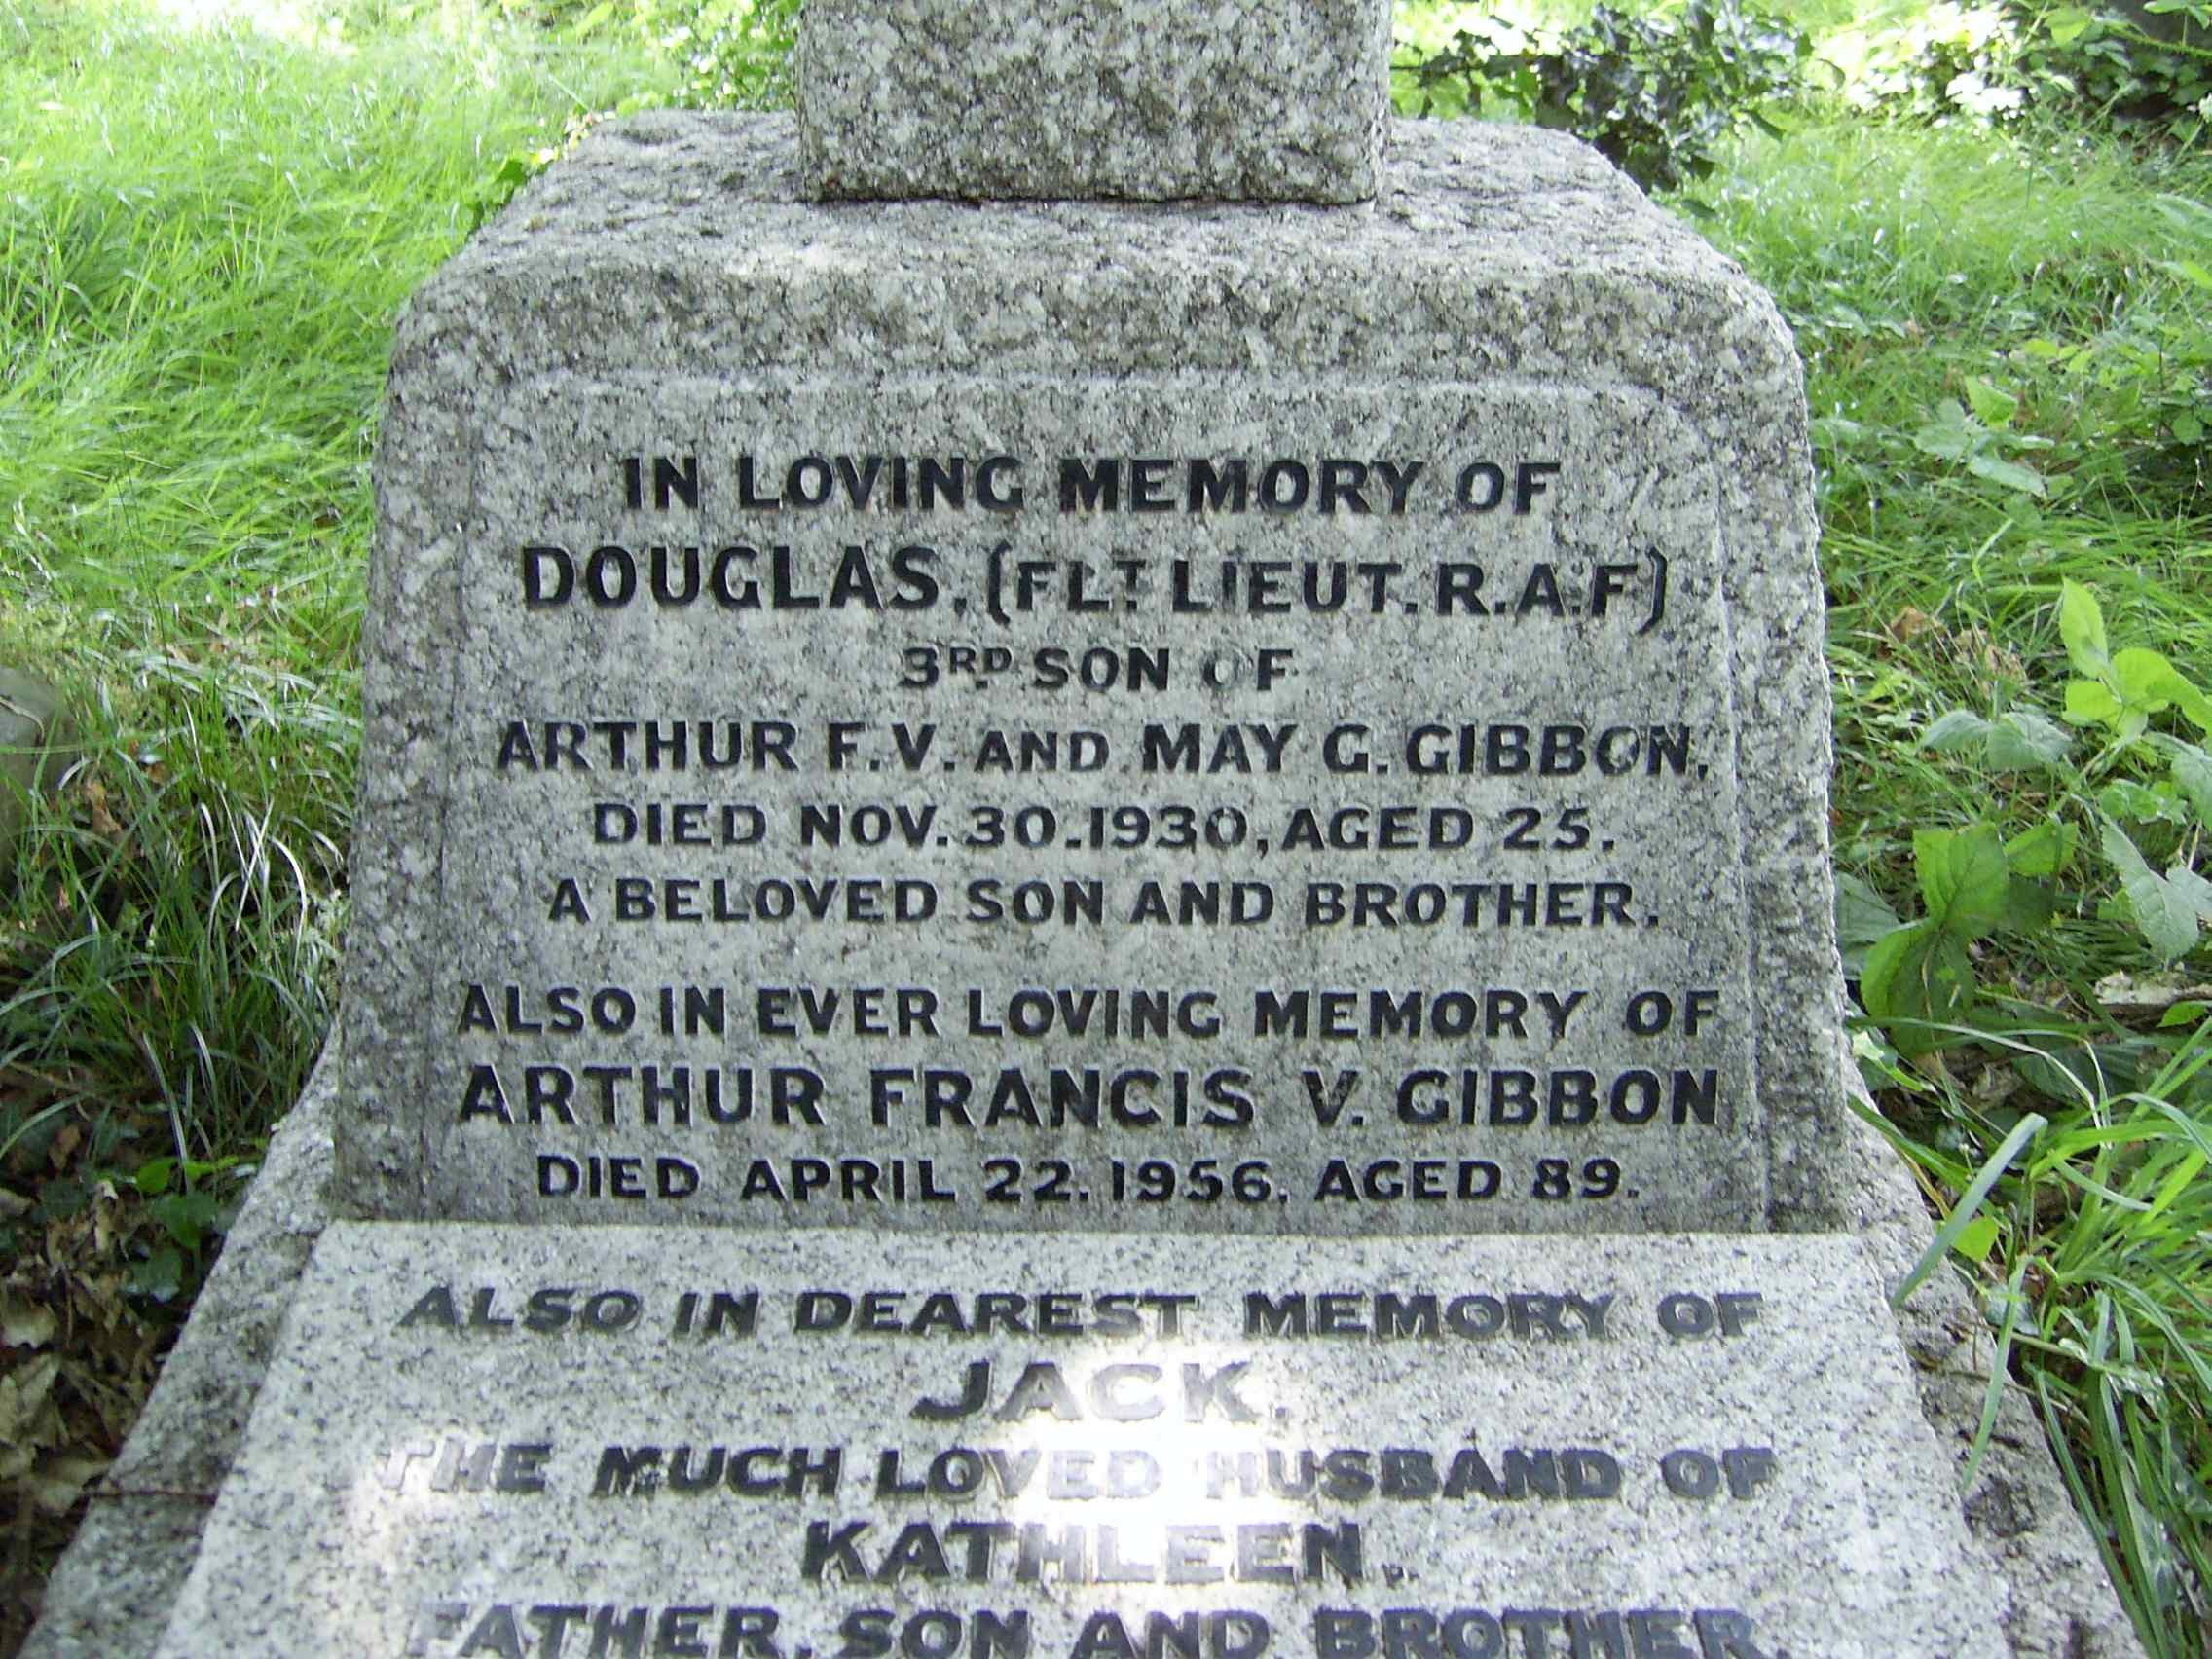 IN LOVING MEMORY OF
DOUGLAS, (FLT LIEUT. R.A.F)
3RD SON OF
ARTHUR F.V. AND MAY G. GIBBON,
DIED NOV. 30. 1930, AGED 25.
A BELOVED SON AND BROTHER.
ALSO IN EVER LOVING MEMORY OF
ARTHUR FRANCIS V. GIBBON
DIED APRIL 22. 1956. AGED 89.
ALSO IN DEAREST MEMORY OF
JACK,
THE MUCH LOVED HUSBAND OF
KATHLEEN.
FATHER, SON AND BROTHER.